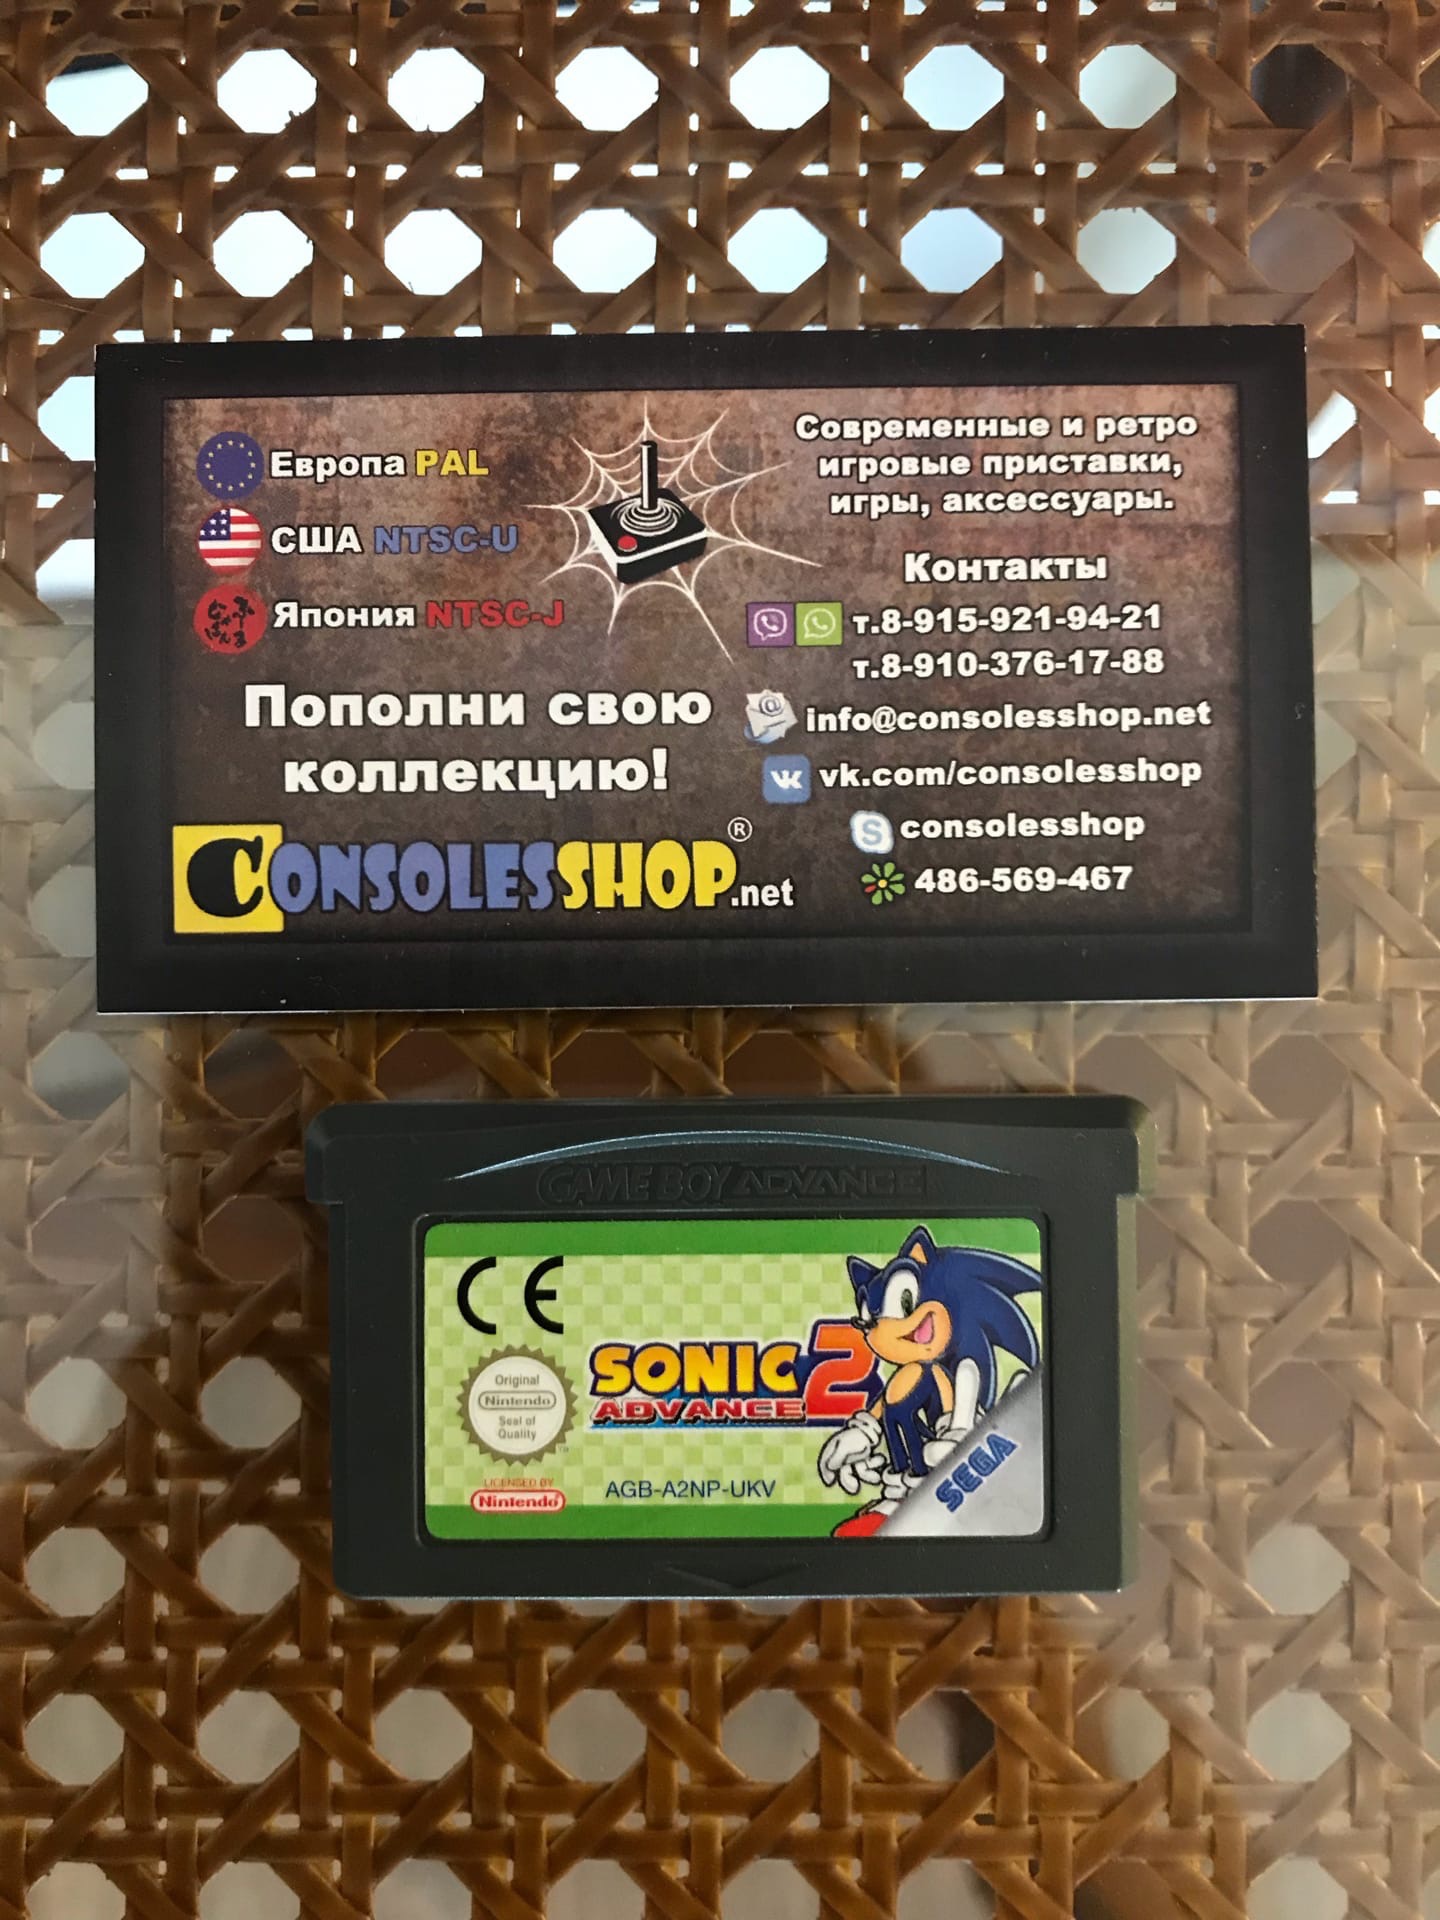 Европа PAL
США NTSC-U
Япония NTSC-J
Пополни свою
коллекцию!
CONSOLESSHOP.net ®
Современные и ретро
игровые приставки,
игры, аксессуары.
Контакты
т.8-915-921-94-21
т.8-910-376-17-88
info@consolesshop.net
vk.com/consolesshop
consolesshop
486-569-467
GAME BOY ADVANCE
CE
Original
Nintendo
Seal of
Quality
TM
LICENSED BY
Nintendo
SONIC
ADVANCE 2
AGB-A2NP-UKV
SEGA